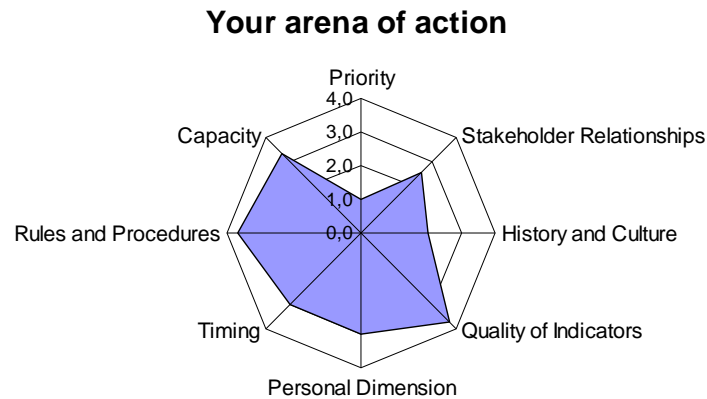 Your arena of action
Priority
4,0
Capacity
3,0
Stakeholder Relationships
2,0
1,0
Rules and Procedures
0,0
History and Culture
Timing
Quality of Indicators
Personal Dimension